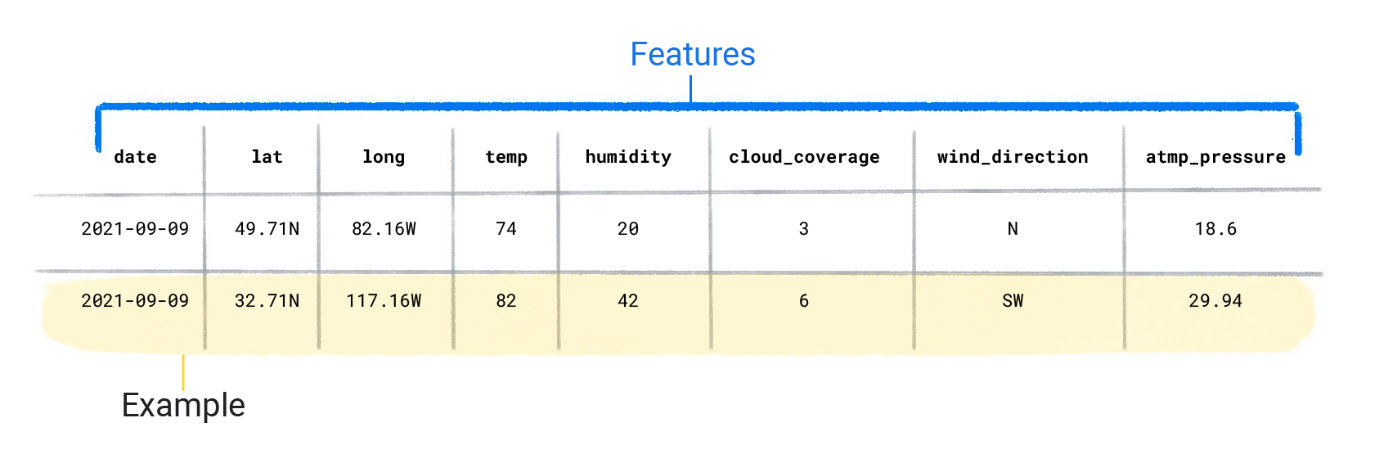 Features
date lat long temp humidity cloud_coverage wind_direction atmp_pressure
2021-09-09 49.71N 82.16W 74 20 3 N 18.6
2021-09-09 32.71N 117.16W 82 42 6 SW 29.94
Example